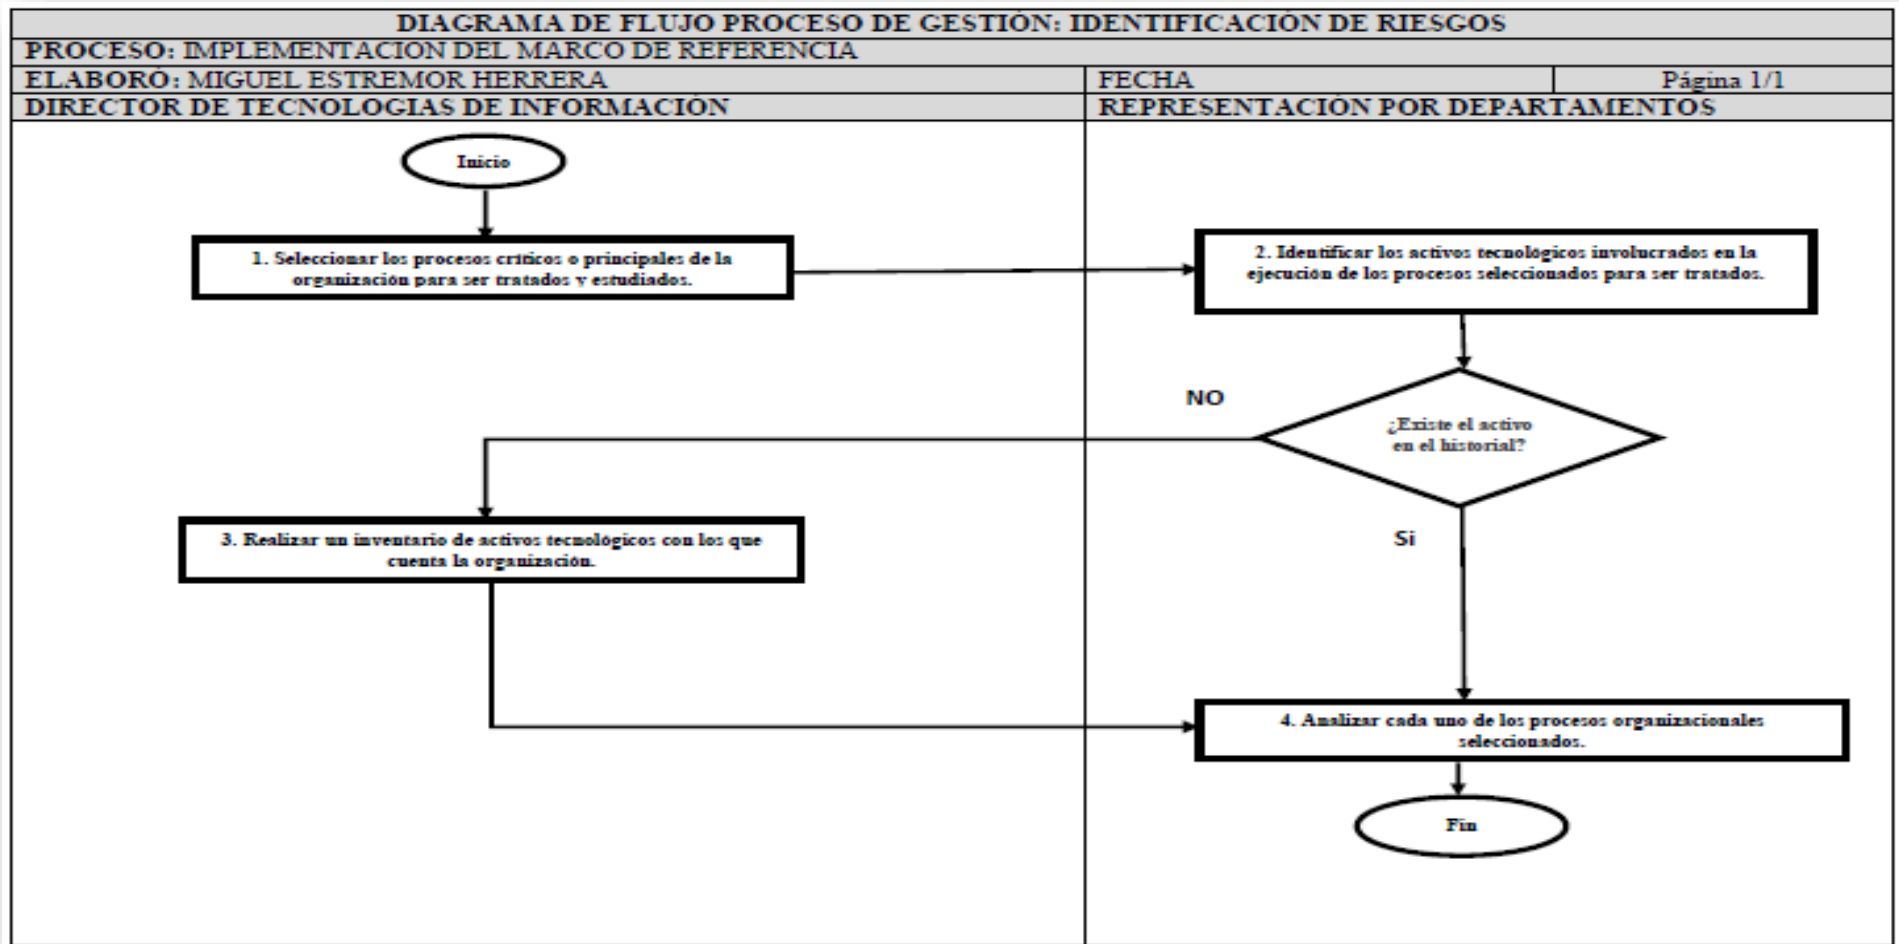 DIAGRAMA DE FLUJO PROCESO DE GESTIÓN: IDENTIFICACIÓN DE RIESGOS
PROCESO: IMPLEMENTACION DEL MARCO DE REFERENCIA
ELABORÓ: MIGUEL ESTREMOR HERRERA
FECHA
Página 1/1
DIRECTOR DE TECNOLOGIAS DE INFORMACIÓN
REPRESENTACIÓN POR DEPARTAMENTOS
Inicio
1. Seleccionar los procesos críticos o principales de la
organización para ser tratados y estudiados.
2. Identificar los activos tecnológicos involucrados en la
ejecución de los procesos seleccionados para ser tratados.
NO
¿Existe el activo
en el historial?
3. Realizar un inventario de activos tecnológicos con los que
cuenta la organización.
Si
4. Analizar cada uno de los procesos organizacionales
seleccionados.
Fin